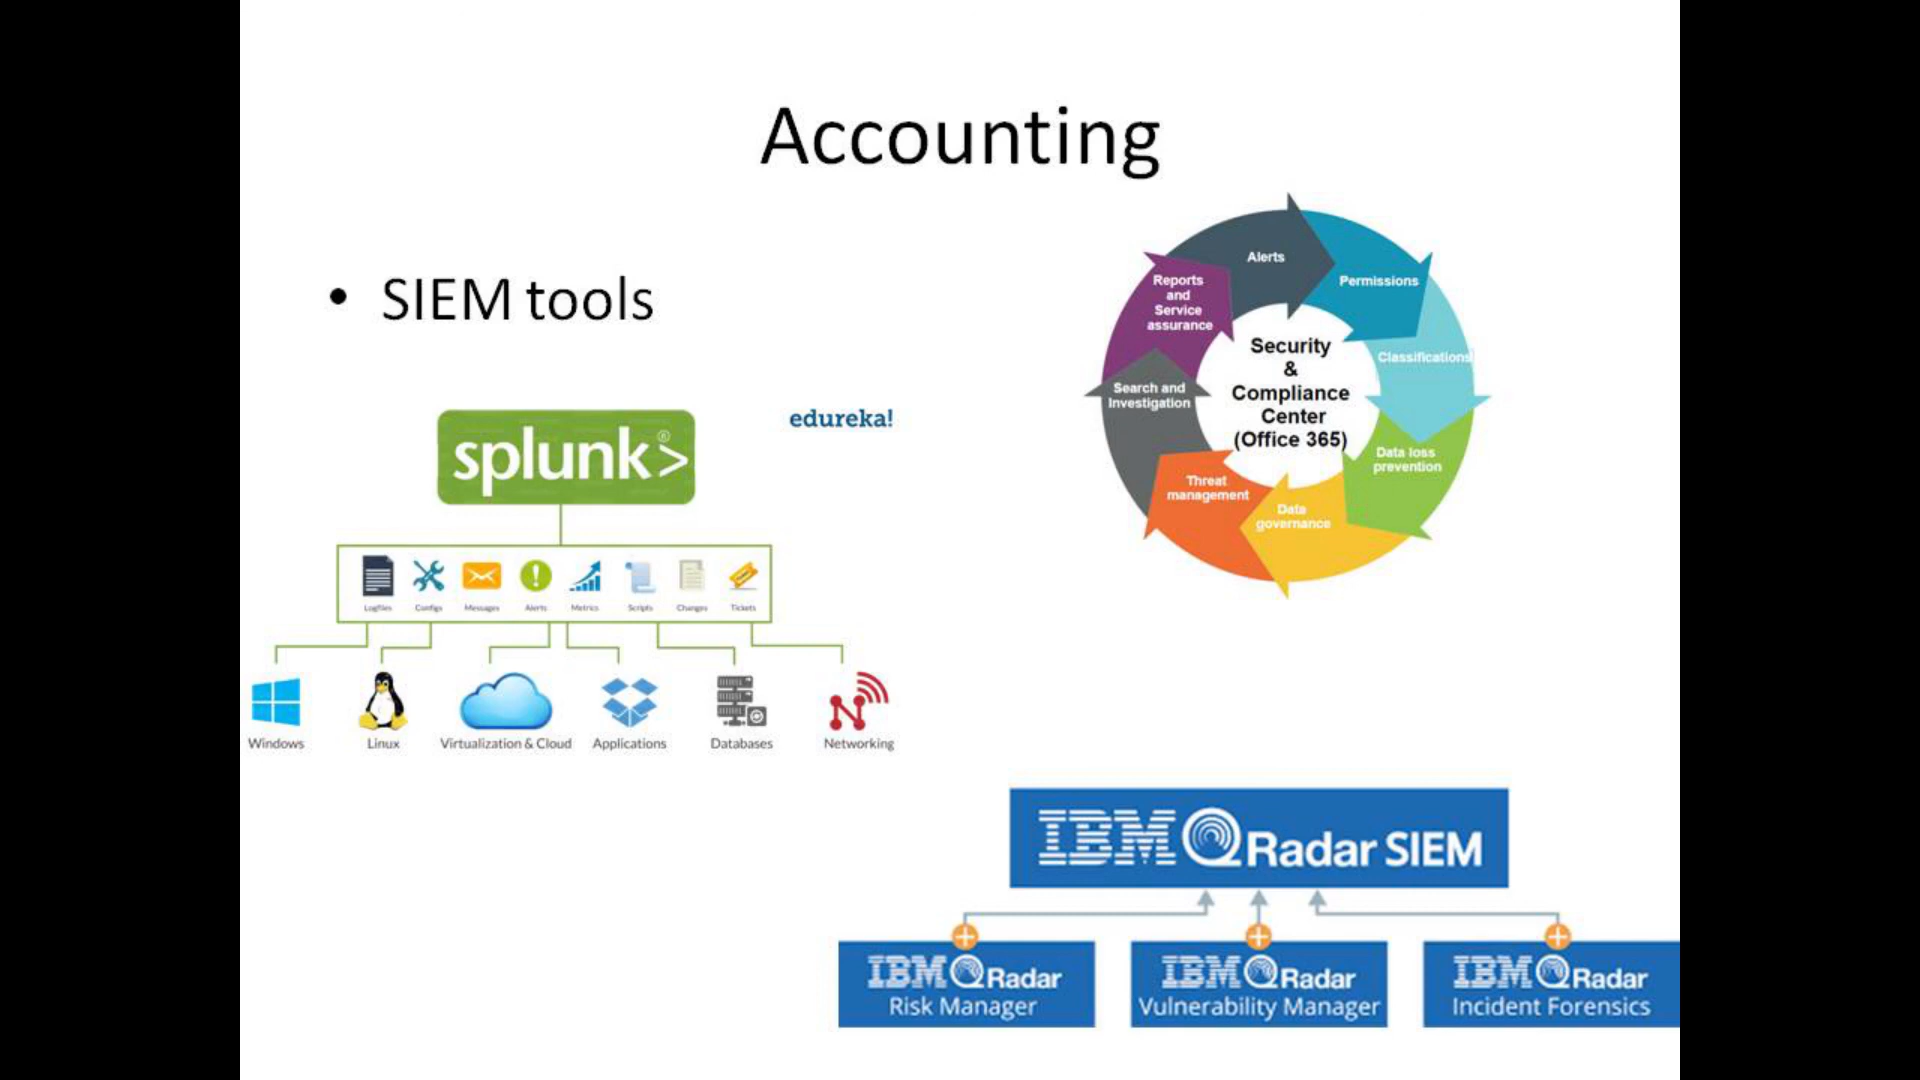 Accounting
• SIEM tools
edureka!
splunk>
Logfiles
Configs
Messages
Alerts
Metrics
Scripts
Changes
Tickets
Windows
Linux
Virtualization & Cloud
Applications
Databases
Networking
Alerts
Permissions
Classifications
Data loss
prevention
Data
governance
Threat
management
Search and
Investigation
Reports
and
Service
assurance
Security
&
Compliance
Center
(Office 365)
IBM QRadar SIEM
IBM QRadar
Risk Manager
IBM QRadar
Vulnerability Manager
IBM QRadar
Incident Forensics